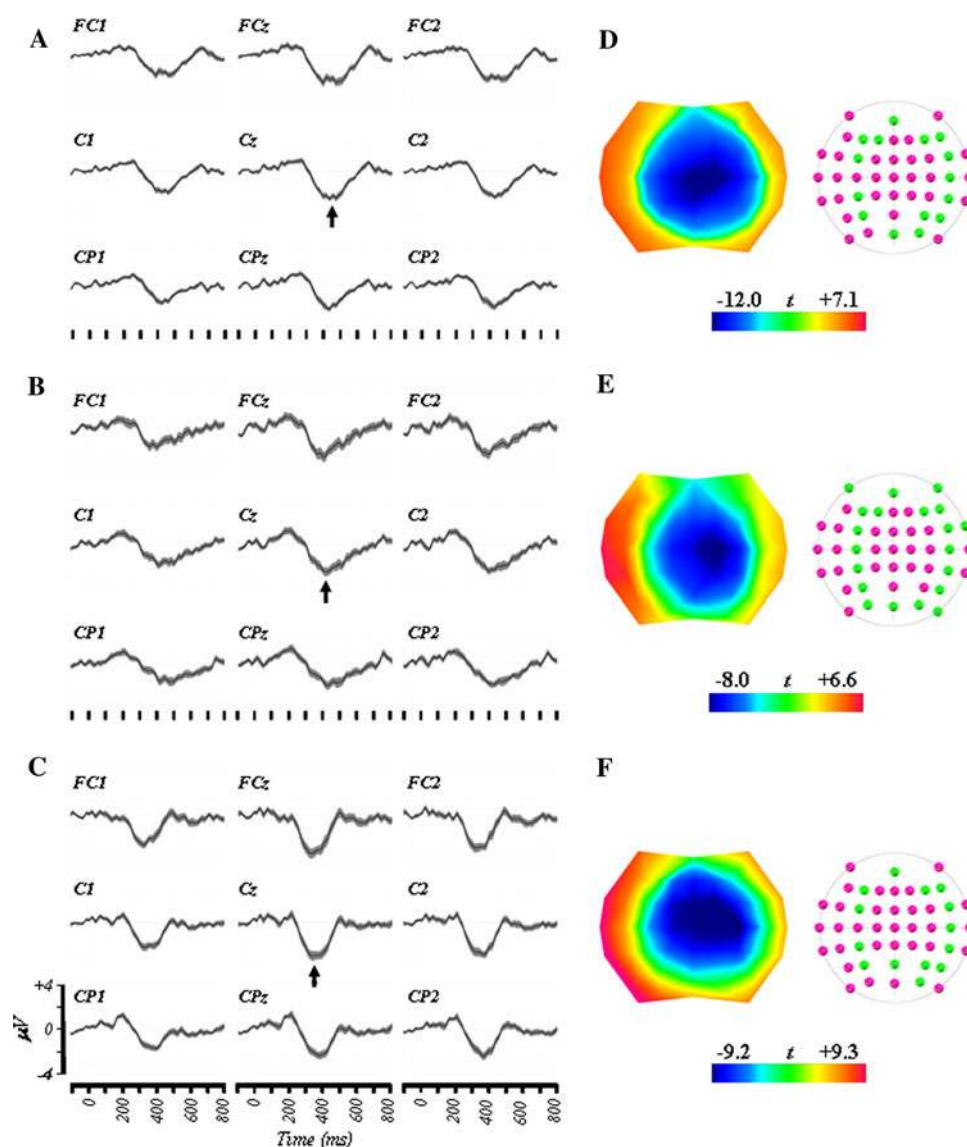 A
FC1 FCz FC2
C1 Cz C2
CP1 CPz CP2
D
-12.0 t +7.1
B
FC1 FCz FC2
C1 Cz C2
CP1 CPz CP2
E
-8.0 t +6.6
C
FC1 FCz FC2
C1 Cz C2
CP1 CPz CP2
+4
0
-4
μV
0 200 400 600 800 0 200 400 600 800 0 200 400 600 800
Time (ms)
F
-9.2 t +9.3